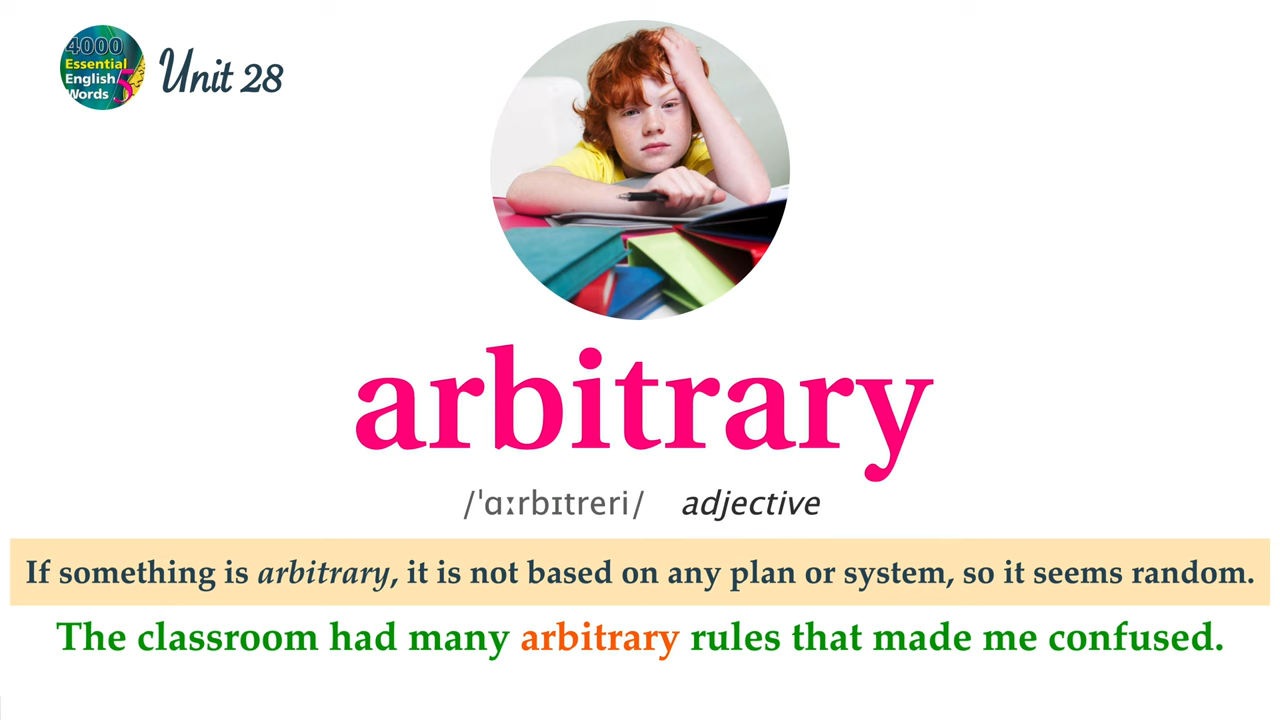 4000
Essential
English
Words 5
Unit 28
arbitrary
/ˈɑːrbɪtreri/ adjective
If something is arbitrary, it is not based on any plan or system, so it seems random.
The classroom had many arbitrary rules that made me confused.